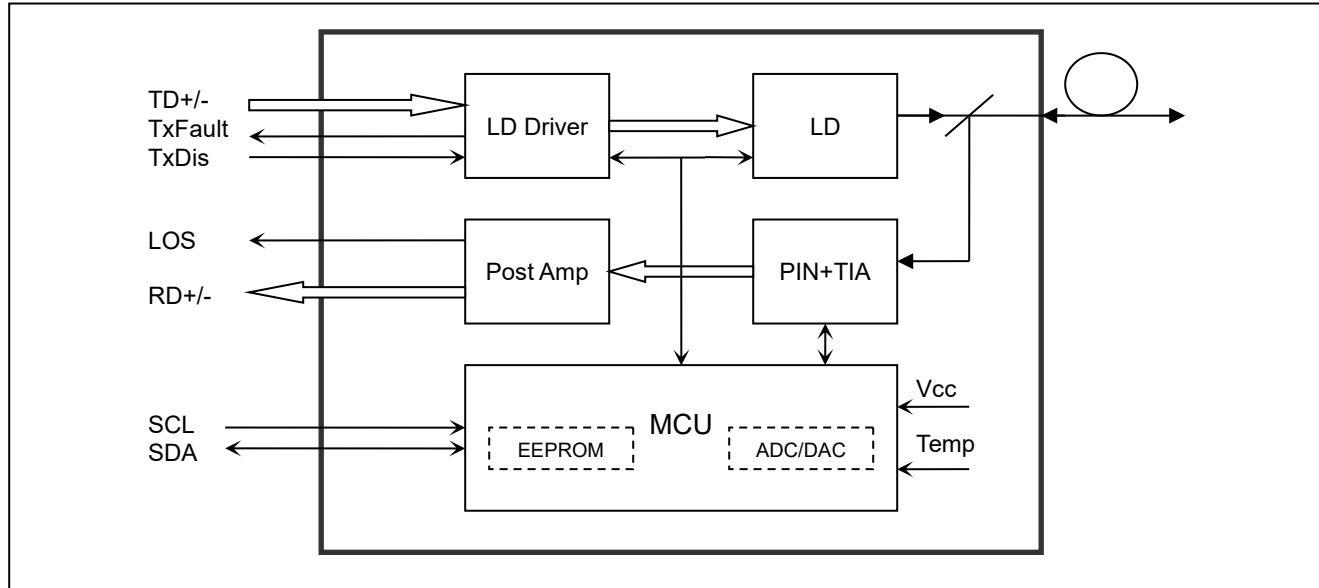 TD+/-
TxFault
TxDis
LD Driver
LD
LOS
RD+/-
Post Amp
PIN+TIA
SCL
SDA
MCU
EEPROM
ADC/DAC
Vcc
Temp